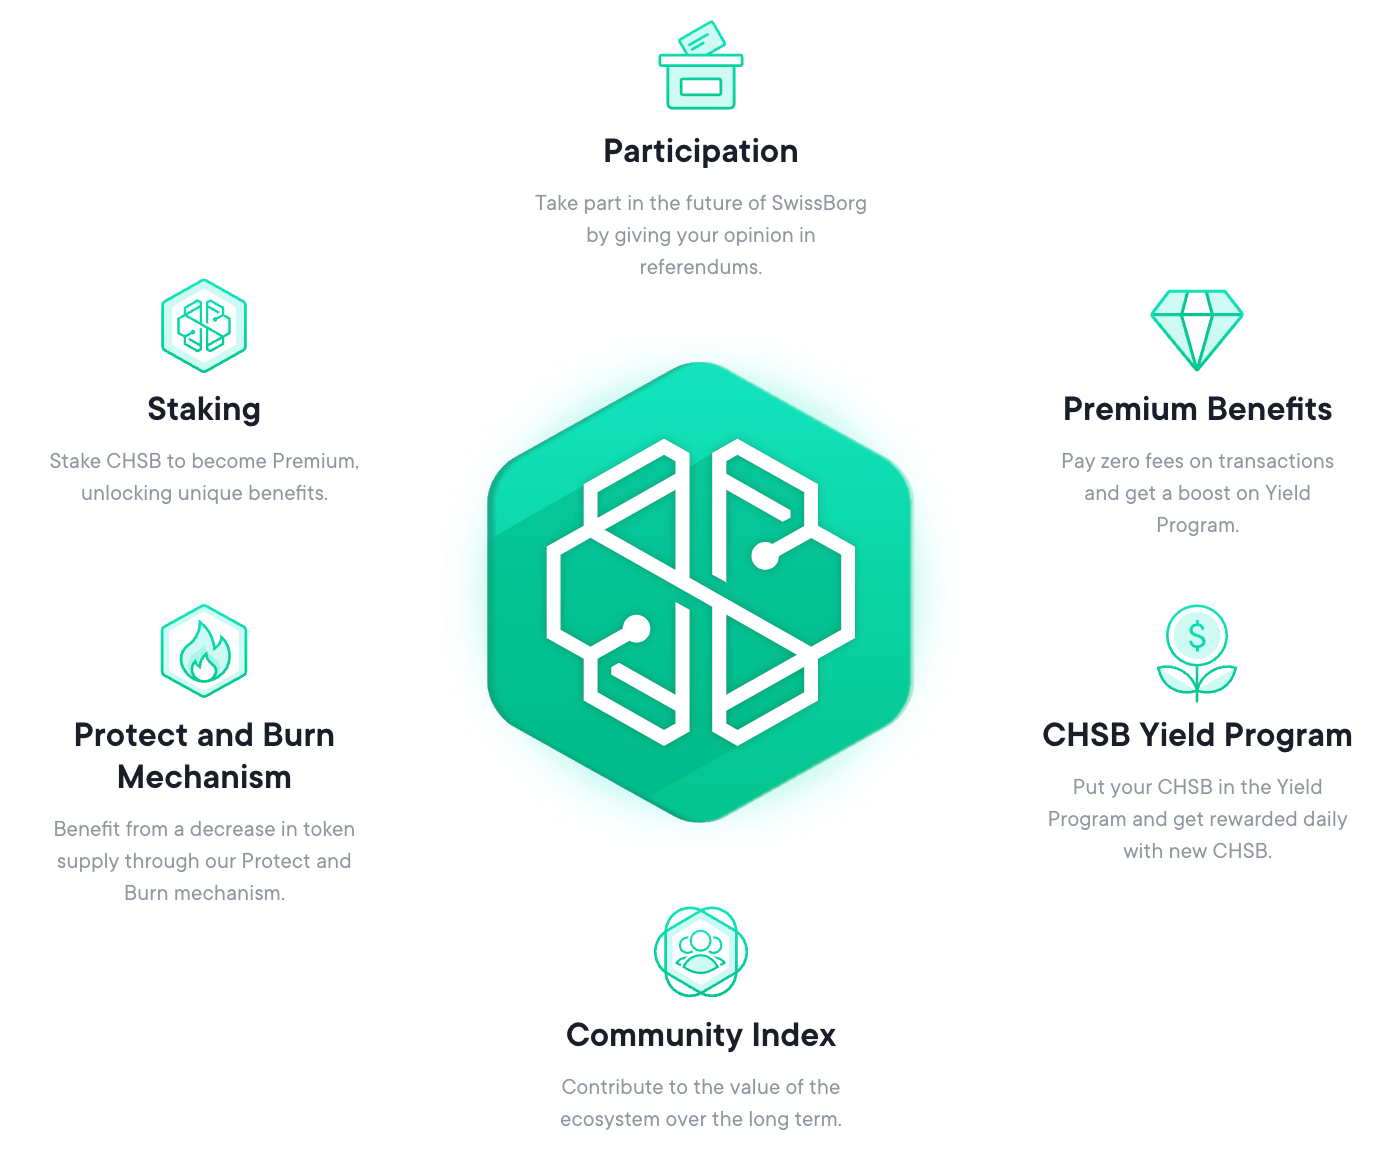 Participation
Take part in the future of SwissBorg
by giving your opinion in
referendums.
Staking
Stake CHSB to become Premium,
unlocking unique benefits.
Premium Benefits
Pay zero fees on transactions
and get a boost on Yield
Program.
Protect and Burn
Mechanism
Benefit from a decrease in token
supply through our Protect and
Burn mechanism.
$
CHSB Yield Program
Put your CHSB in the Yield
Program and get rewarded daily
with new CHSB.
Community Index
Contribute to the value of the
ecosystem over the long term.